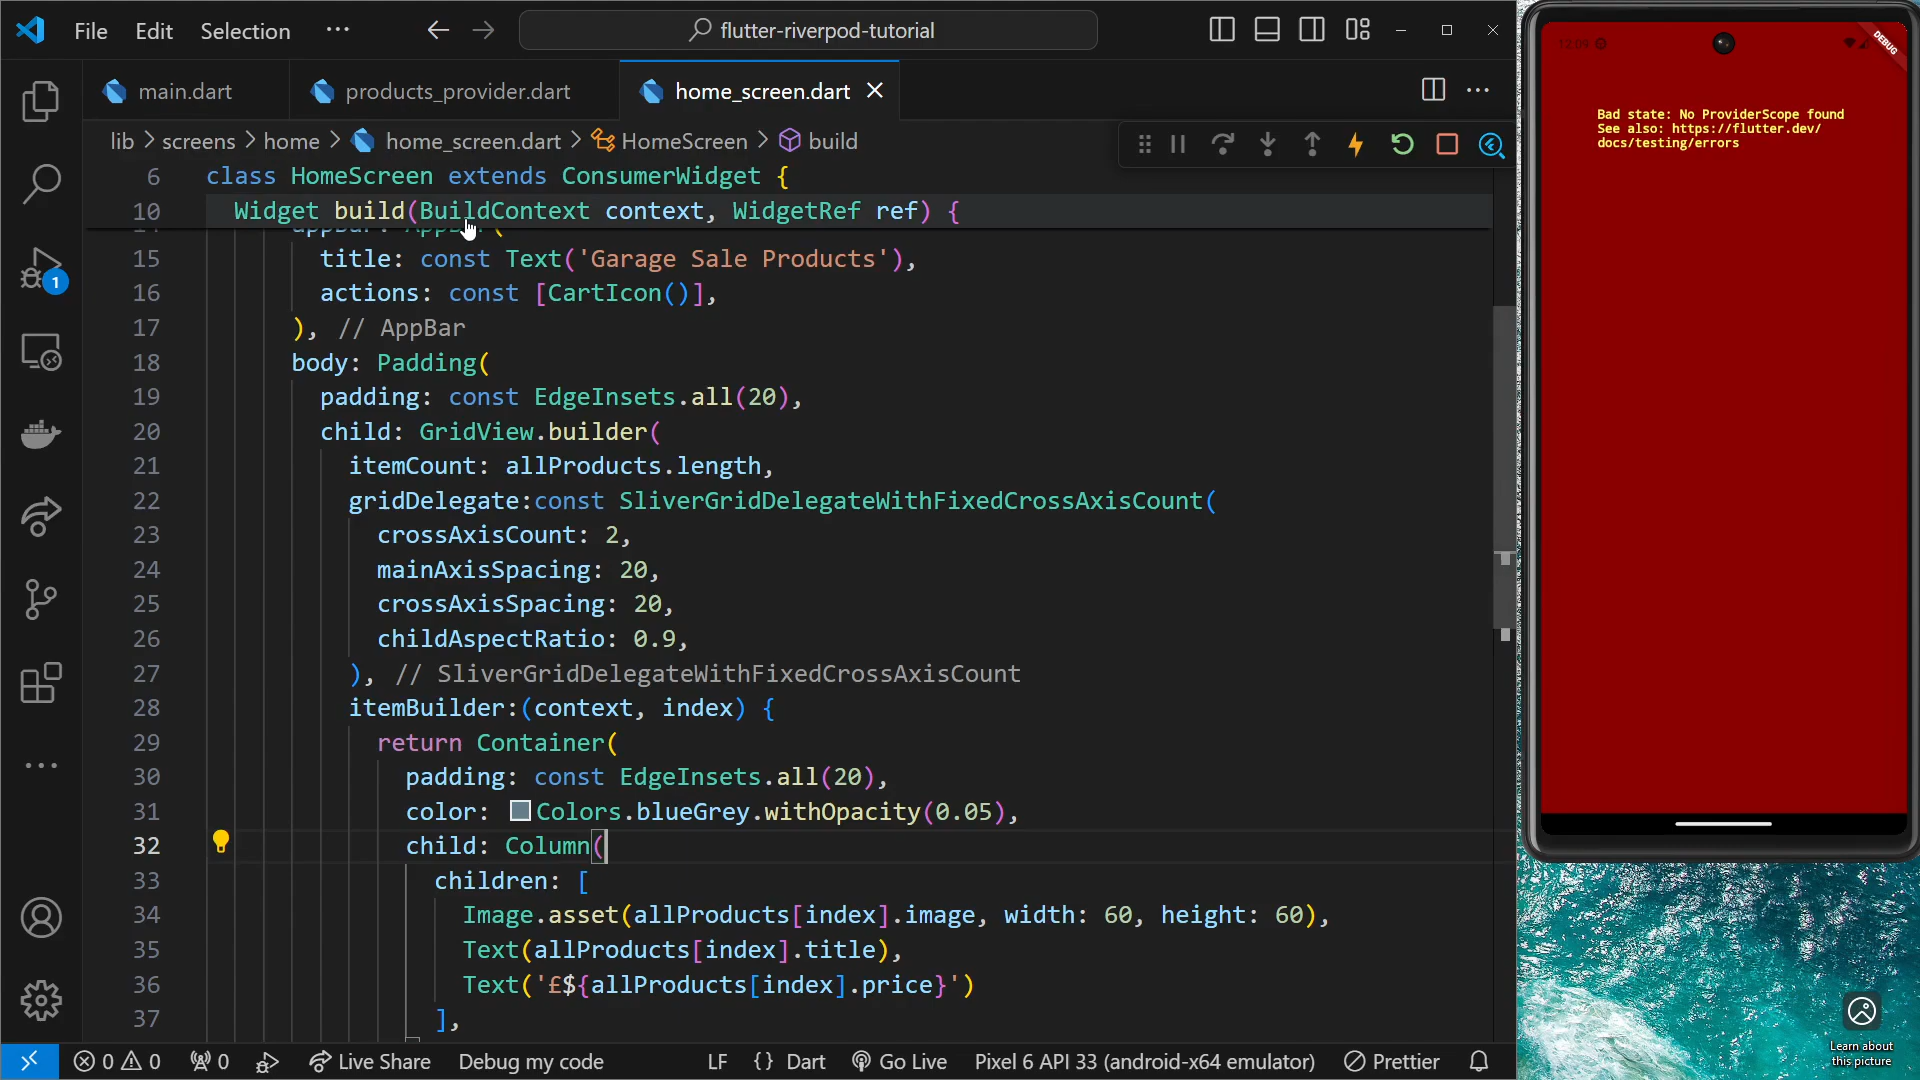 File Edit Selection ··· flutter-riverpod-tutorial
main.dart products_provider.dart home_screen.dart
lib > screens > home > home_screen.dart > HomeScreen > build
6 class HomeScreen extends ConsumerWidget {
10 Widget build(BuildContext context, WidgetRef ref) {
15 title: const Text('Garage Sale Products'),
16 actions: const [CartIcon()],
17 ), // AppBar
18 body: Padding(
19 padding: const EdgeInsets.all(20),
20 child: GridView.builder(
21 itemCount: allProducts.length,
22 gridDelegate:const SliverGridDelegateWithFixedCrossAxisCount(
23 crossAxisCount: 2,
24 mainAxisSpacing: 20,
25 crossAxisSpacing: 20,
26 childAspectRatio: 0.9,
27 ), // SliverGridDelegateWithFixedCrossAxisCount
28 itemBuilder:(context, index) {
29 return Container(
30 padding: const EdgeInsets.all(20),
31 color: Colors.blueGrey.withOpacity(0.05),
32 child: Column(
33 children: [
34 Image.asset(allProducts[index].image, width: 60, height: 60),
35 Text(allProducts[index].title),
36 Text('£${allProducts[index].price}')
37 ],
1
0 0 0 Live Share Debug my code LF {} Dart Go Live Pixel 6 API 33 (android-x64 emulator) Prettier
12:09
DEBUG
Bad state: No ProviderScope found
See also: https://flutter.dev/
docs/testing/errors
Learn about
this picture